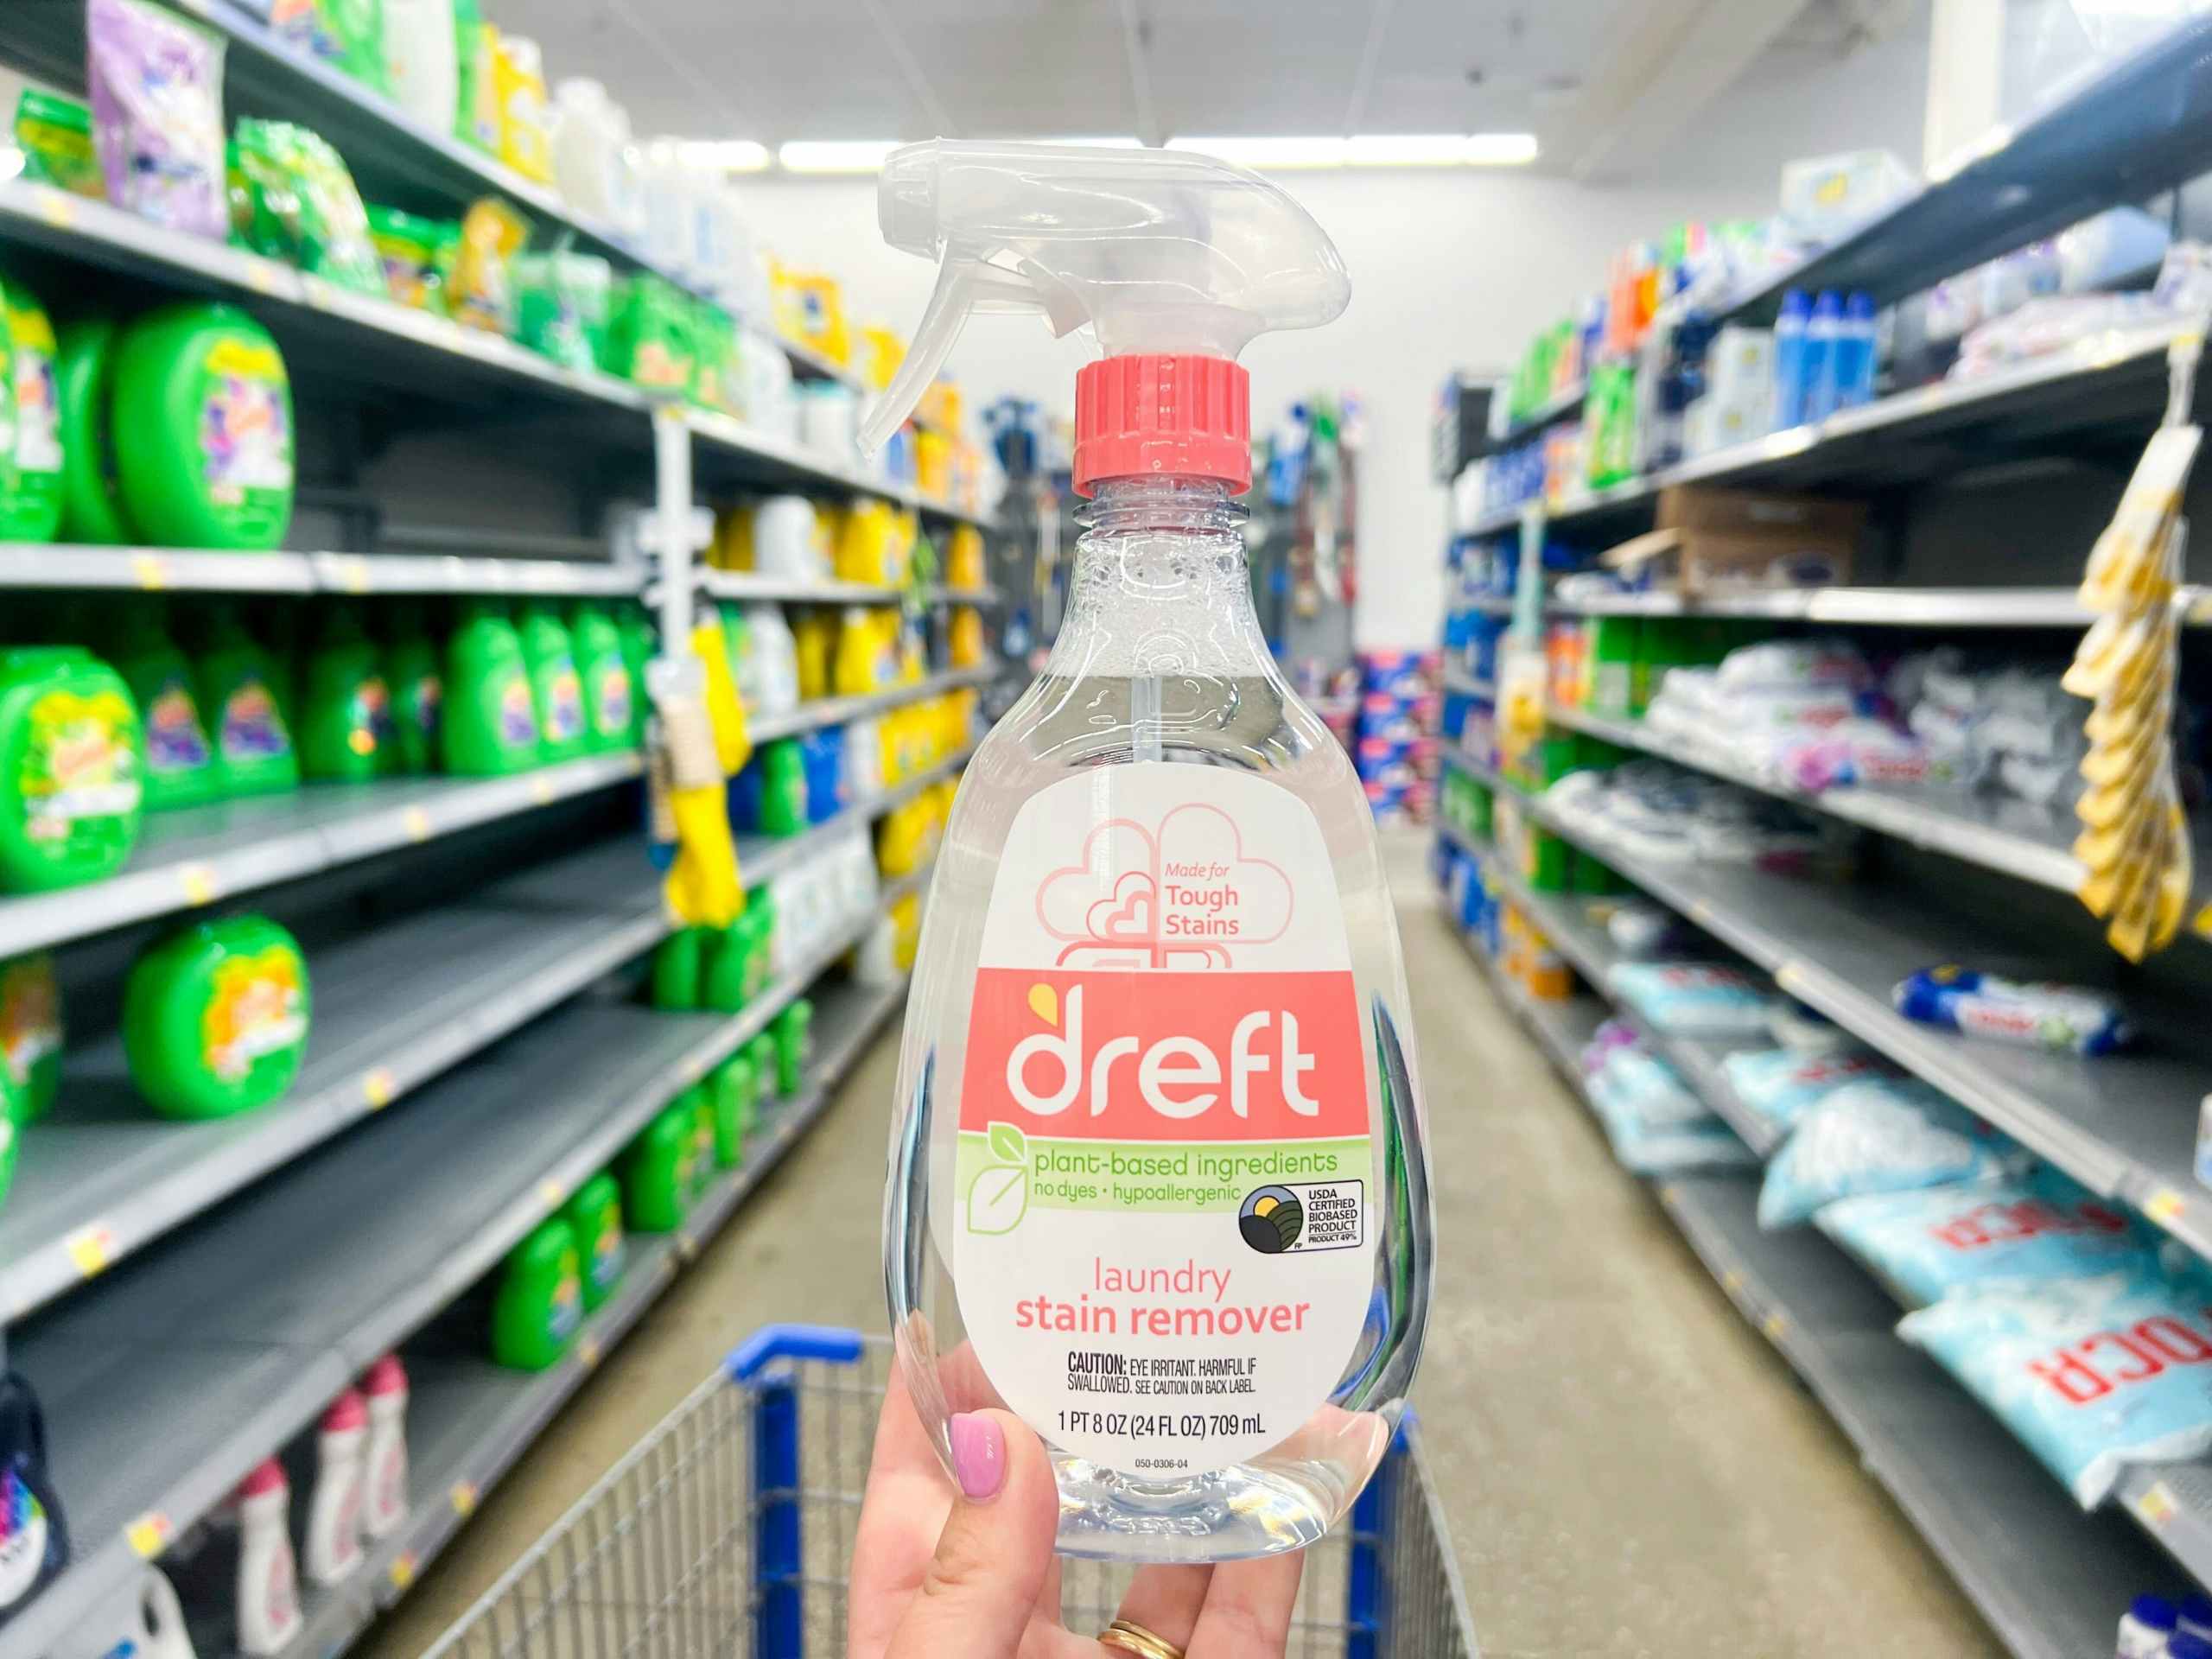 Made for
Tough
Stains
dreft
plant-based ingredients
no dyes • hypoallergenic
USDA
CERTIFIED
BIOBASED
PRODUCT
FP
PRODUCT 49%
laundry
stain remover
CAUTION: EYE IRRITANT. HARMFUL IF
SWALLOWED. SEE CAUTION ON BACK LABEL.
1 PT 8 OZ (24 FL OZ) 709 mL
050-0306-04